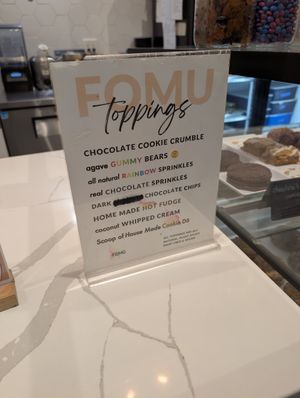 FOMU
Toppings
CHOCOLATE COOKIE CRUMBLE
agave GUMMY BEARS
all natural RAINBOW SPRINKLES
real CHOCOLATE SPRINKLES
DARK CHOCOLATE CHIPS
HOME MADE HOT FUDGE
coconut WHIPPED CREAM
Scoop of House Made Cookie D
FOMU